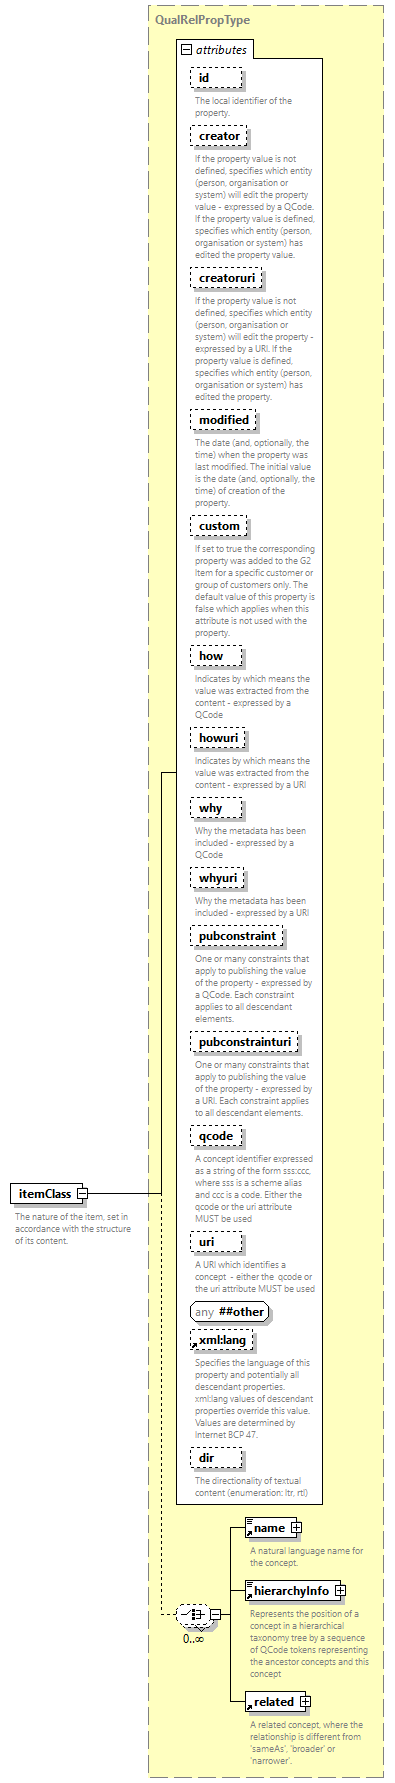 QualRelPropType
attributes
id
The local identifier of the
property.
creator
If the property value is not
defined, specifies which entity
(person, organisation or
system) will edit the property
value - expressed by a QCode.
If the property value is defined,
specifies which entity (person,
organisation or system) has
edited the property value.
creatoruri
If the property value is not
defined, specifies which entity
(person, organisation or
system) will edit the property -
expressed by a URI. If the
property value is defined,
specifies which entity (person,
organisation or system) has
edited the property.
modified
The date (and, optionally, the
time) when the property was
last modified. The initial value
is the date (and, optionally, the
time) of creation of the
property.
custom
If set to true the corresponding
property was added to the G2
Item for a specific customer or
group of customers only. The
default value of this property is
false which applies when this
attribute is not used with the
property.
how
Indicates by which means the
value was extracted from the
content - expressed by a
QCode
howuri
Indicates by which means the
value was extracted from the
content - expressed by a URI
why
Why the metadata has been
included - expressed by a
QCode
whyuri
Why the metadata has been
included - expressed by a URI
pubconstraint
One or many constraints that
apply to publishing the value
of the property - expressed by
a QCode. Each constraint
applies to all descendant
elements.
pubconstrainturi
One or many constraints that
apply to publishing the value
of the property - expressed by
a URI. Each constraint applies
to all descendant elements.
qcode
A concept identifier expressed
as a string of the form sss:ccc,
where sss is a scheme alias
and ccc is a code. Either the
qcode or the uri attribute
MUST be used
itemClass
The nature of the item, set in
accordance with the structure
of its content.
uri
A URI which identifies a
concept - either the qcode or
the uri attribute MUST be used
any ##other
xml:lang
Specifies the language of this
property and potentially all
descendant properties.
xml:lang values of descendant
properties override this value.
Values are determined by
Internet BCP 47.
dir
The directionality of textual
content (enumeration: ltr, rtl)
name
A natural language name for
the concept.
hierarchyInfo
Represents the position of a
concept in a hierarchical
taxonomy tree by a sequence
of QCode tokens representing
the ancestor concepts and this
concept
0..∞
related
A related concept, where the
relationship is different from
'sameAs', 'broader' or
'narrower'.